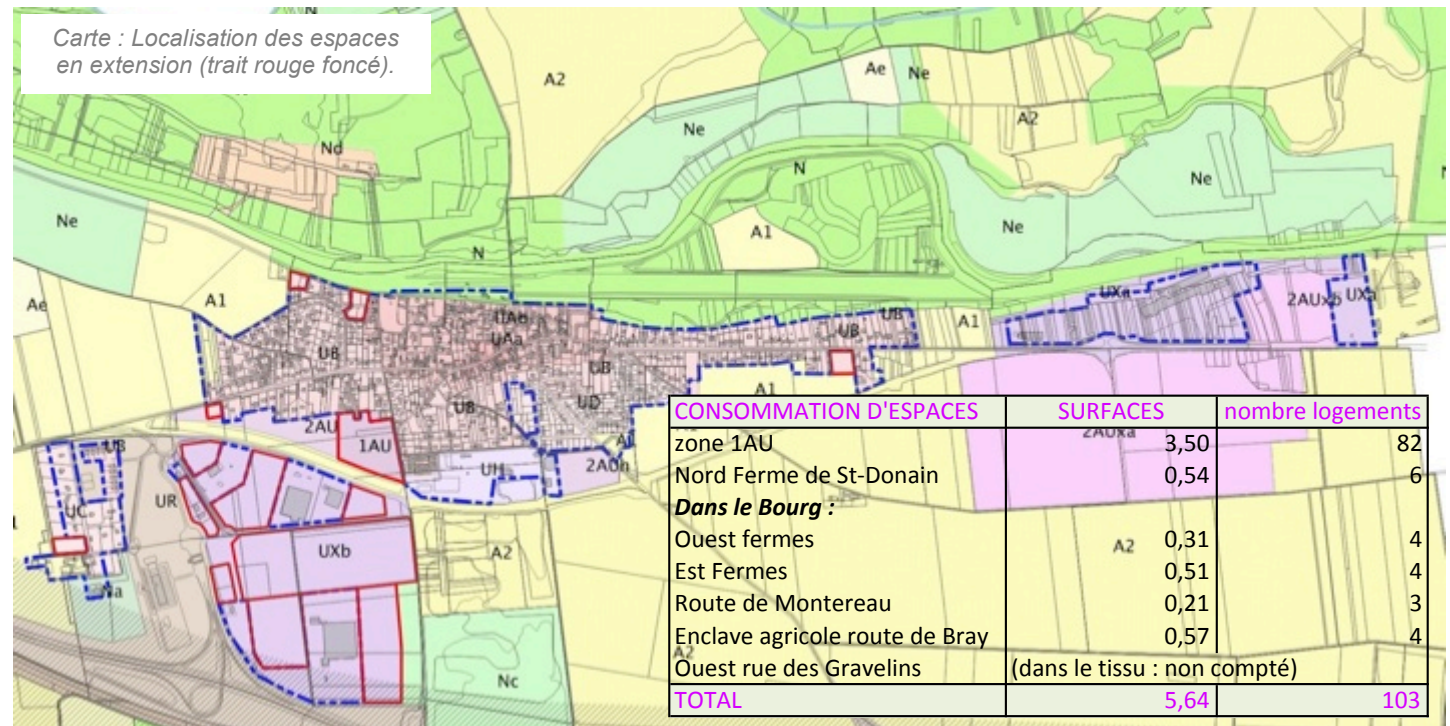 Carte : Localisation des espaces
en extension (trait rouge foncé).
N
A2
Ae
Ne
A2
Ne
Nd
N
Ne
Ne
A1
Ne
N
Ae
A1
UXa
2AUxb
UXa
UAb
UAa
UB
UB
UB
A1
UB
UB
UD
A1
2AU
1AU
UB
UH
2AUh
2AUxa
UC
UR
UXb
A2
A2
Na
A2
Nc
CONSOMMATION D'ESPACES SURFACES nombre logements
zone 1AU 3,50 82
Nord Ferme de St-Donain 0,54 6
Dans le Bourg :
Ouest fermes 0,31 4
Est Fermes 0,51 4
Route de Montereau 0,21 3
Enclave agricole route de Bray 0,57 4
Ouest rue des Gravelins (dans le tissu : non compté)
TOTAL 5,64 103